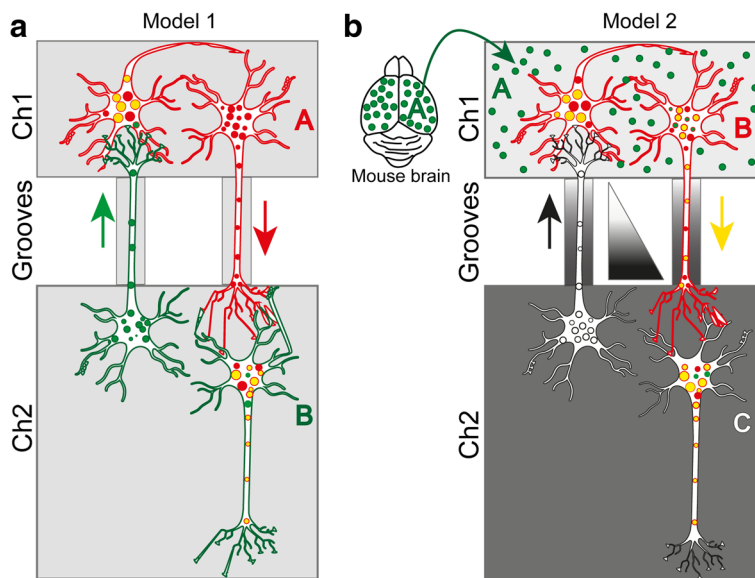 a
Model 1
Ch1
A
Grooves
Ch2
B
b
Model 2
A
Mouse brain
Ch1
A
B
Grooves
Ch2
C